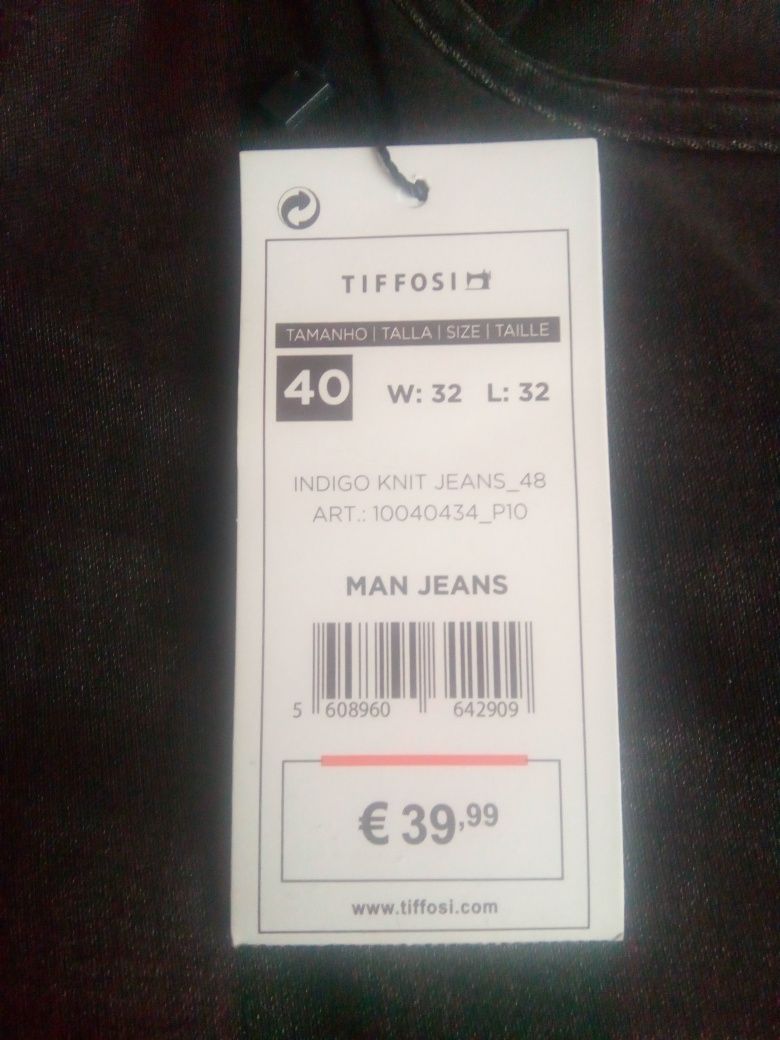 TIFFOSI
TAMANHO | TALLA | SIZE | TAILLE
40 W: 32 L: 32
INDIGO KNIT JEANS_48
ART.: 10040434_P10
MAN JEANS
5 608960 642909
€ 39,99
www.tiffosi.com